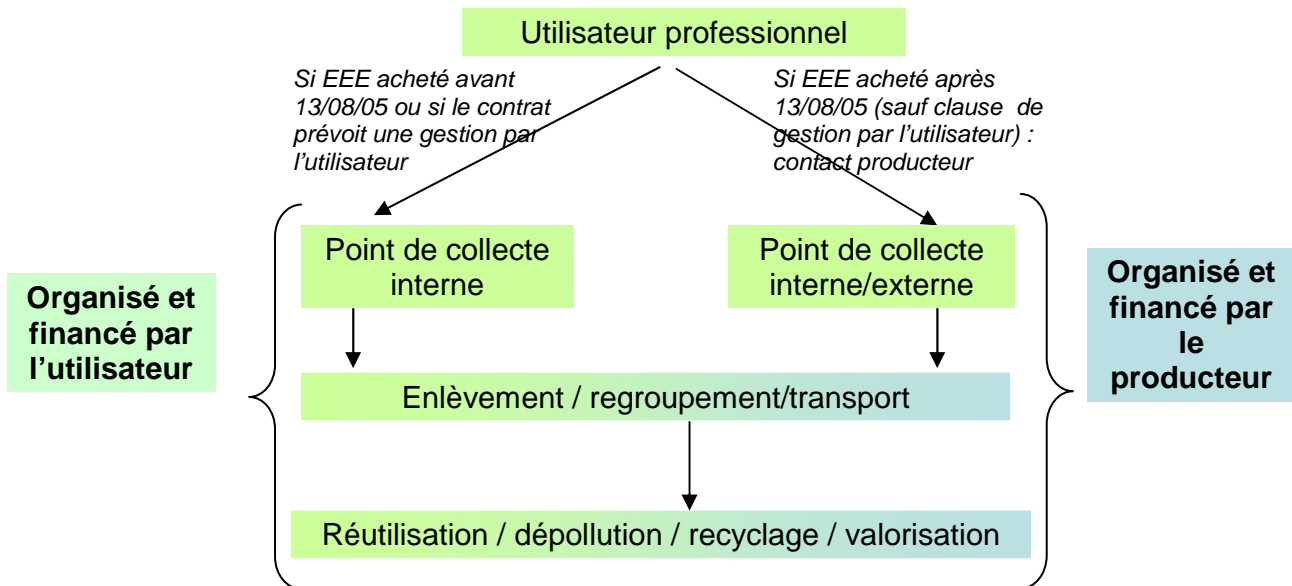 Utilisateur professionnel
Si EEE acheté avant
13/08/05 ou si le contrat
prévoit une gestion par
l’utilisateur
Si EEE acheté après
13/08/05 (sauf clause de
gestion par l’utilisateur) :
contact producteur
Organisé et
financé par
l’utilisateur
Point de collecte
interne
Point de collecte
interne/externe
Organisé et
financé par
le
producteur
Enlèvement / regroupement/transport
Réutilisation / dépollution / recyclage / valorisation